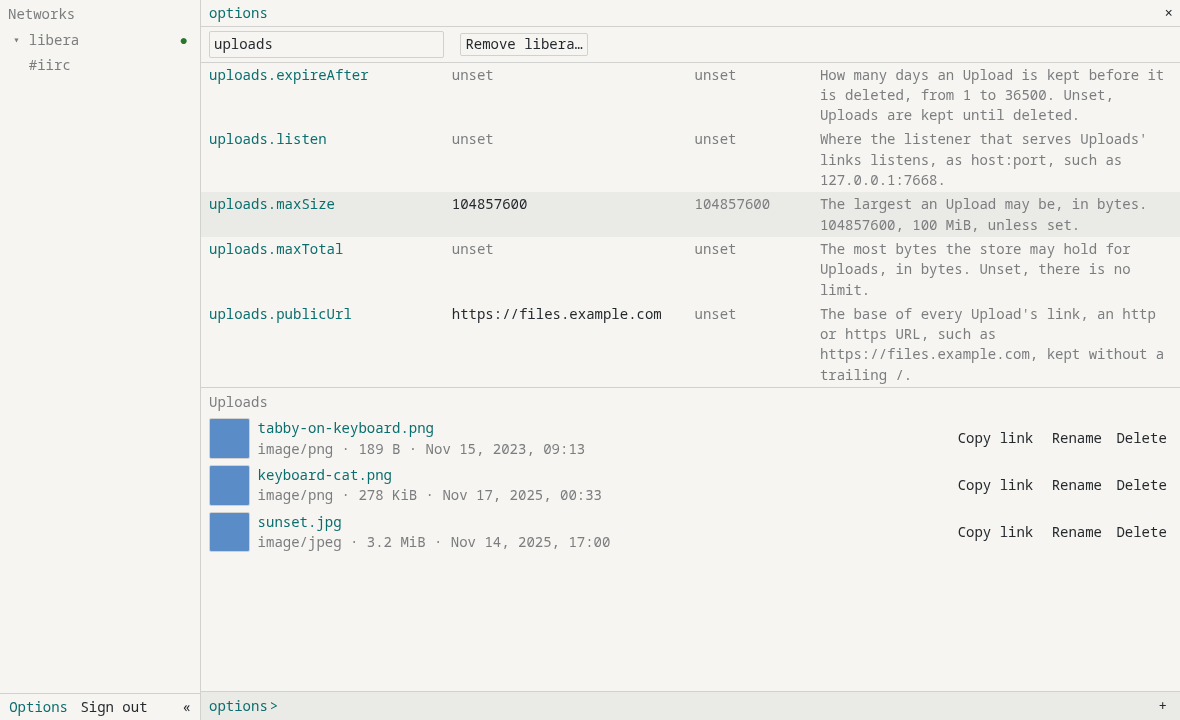 Networks
▾ libera ●
#iirc
Options Sign out «
options ×
uploads Remove libera…
uploads.expireAfter unset unset How many days an Upload is kept before it
is deleted, from 1 to 36500. Unset,
Uploads are kept until deleted.
uploads.listen unset unset Where the listener that serves Uploads'
links listens, as host:port, such as
127.0.0.1:7668.
uploads.maxSize 104857600 104857600 The largest an Upload may be, in bytes.
104857600, 100 MiB, unless set.
uploads.maxTotal unset unset The most bytes the store may hold for
Uploads, in bytes. Unset, there is no
limit.
uploads.publicUrl https://files.example.com unset The base of every Upload's link, an http
or https URL, such as
https://files.example.com, kept without a
trailing /.
Uploads
tabby-on-keyboard.png
image/png · 189 B · Nov 15, 2023, 09:13 Copy link Rename Delete
keyboard-cat.png
image/png · 278 KiB · Nov 17, 2025, 00:33 Copy link Rename Delete
sunset.jpg
image/jpeg · 3.2 MiB · Nov 14, 2025, 17:00 Copy link Rename Delete
options> +